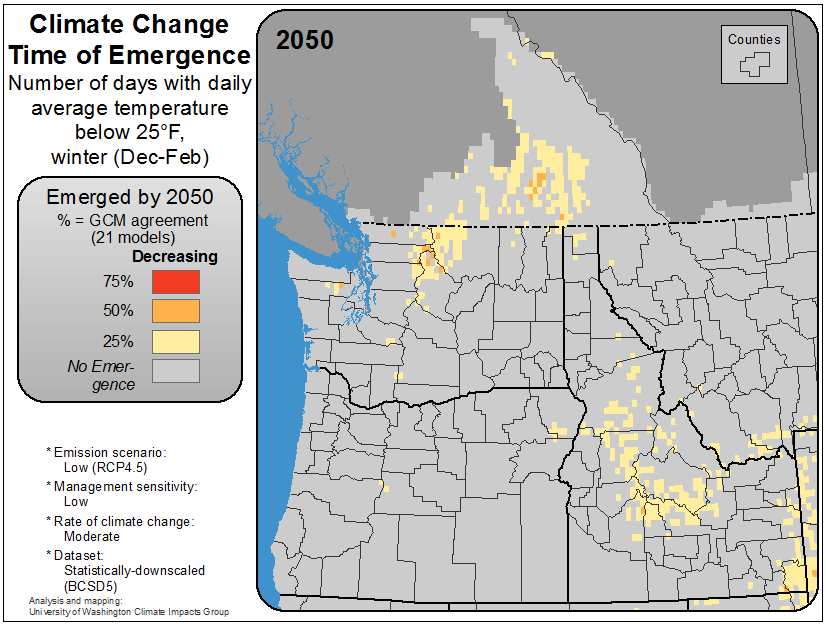 Climate Change
Time of Emergence
Number of days with daily
average temperature
below 25°F,
winter (Dec-Feb)
Emerged by 2050
% = GCM agreement
(21 models)
Decreasing
75%
50%
25%
No Emer-
gence
* Emission scenario:
Low (RCP4.5)
* Management sensitivity:
Low
* Rate of climate change:
Moderate
* Dataset:
Statistically-downscaled
(BCSD5)
Analysis and mapping:
University of Washington Climate Impacts Group
2050
Counties